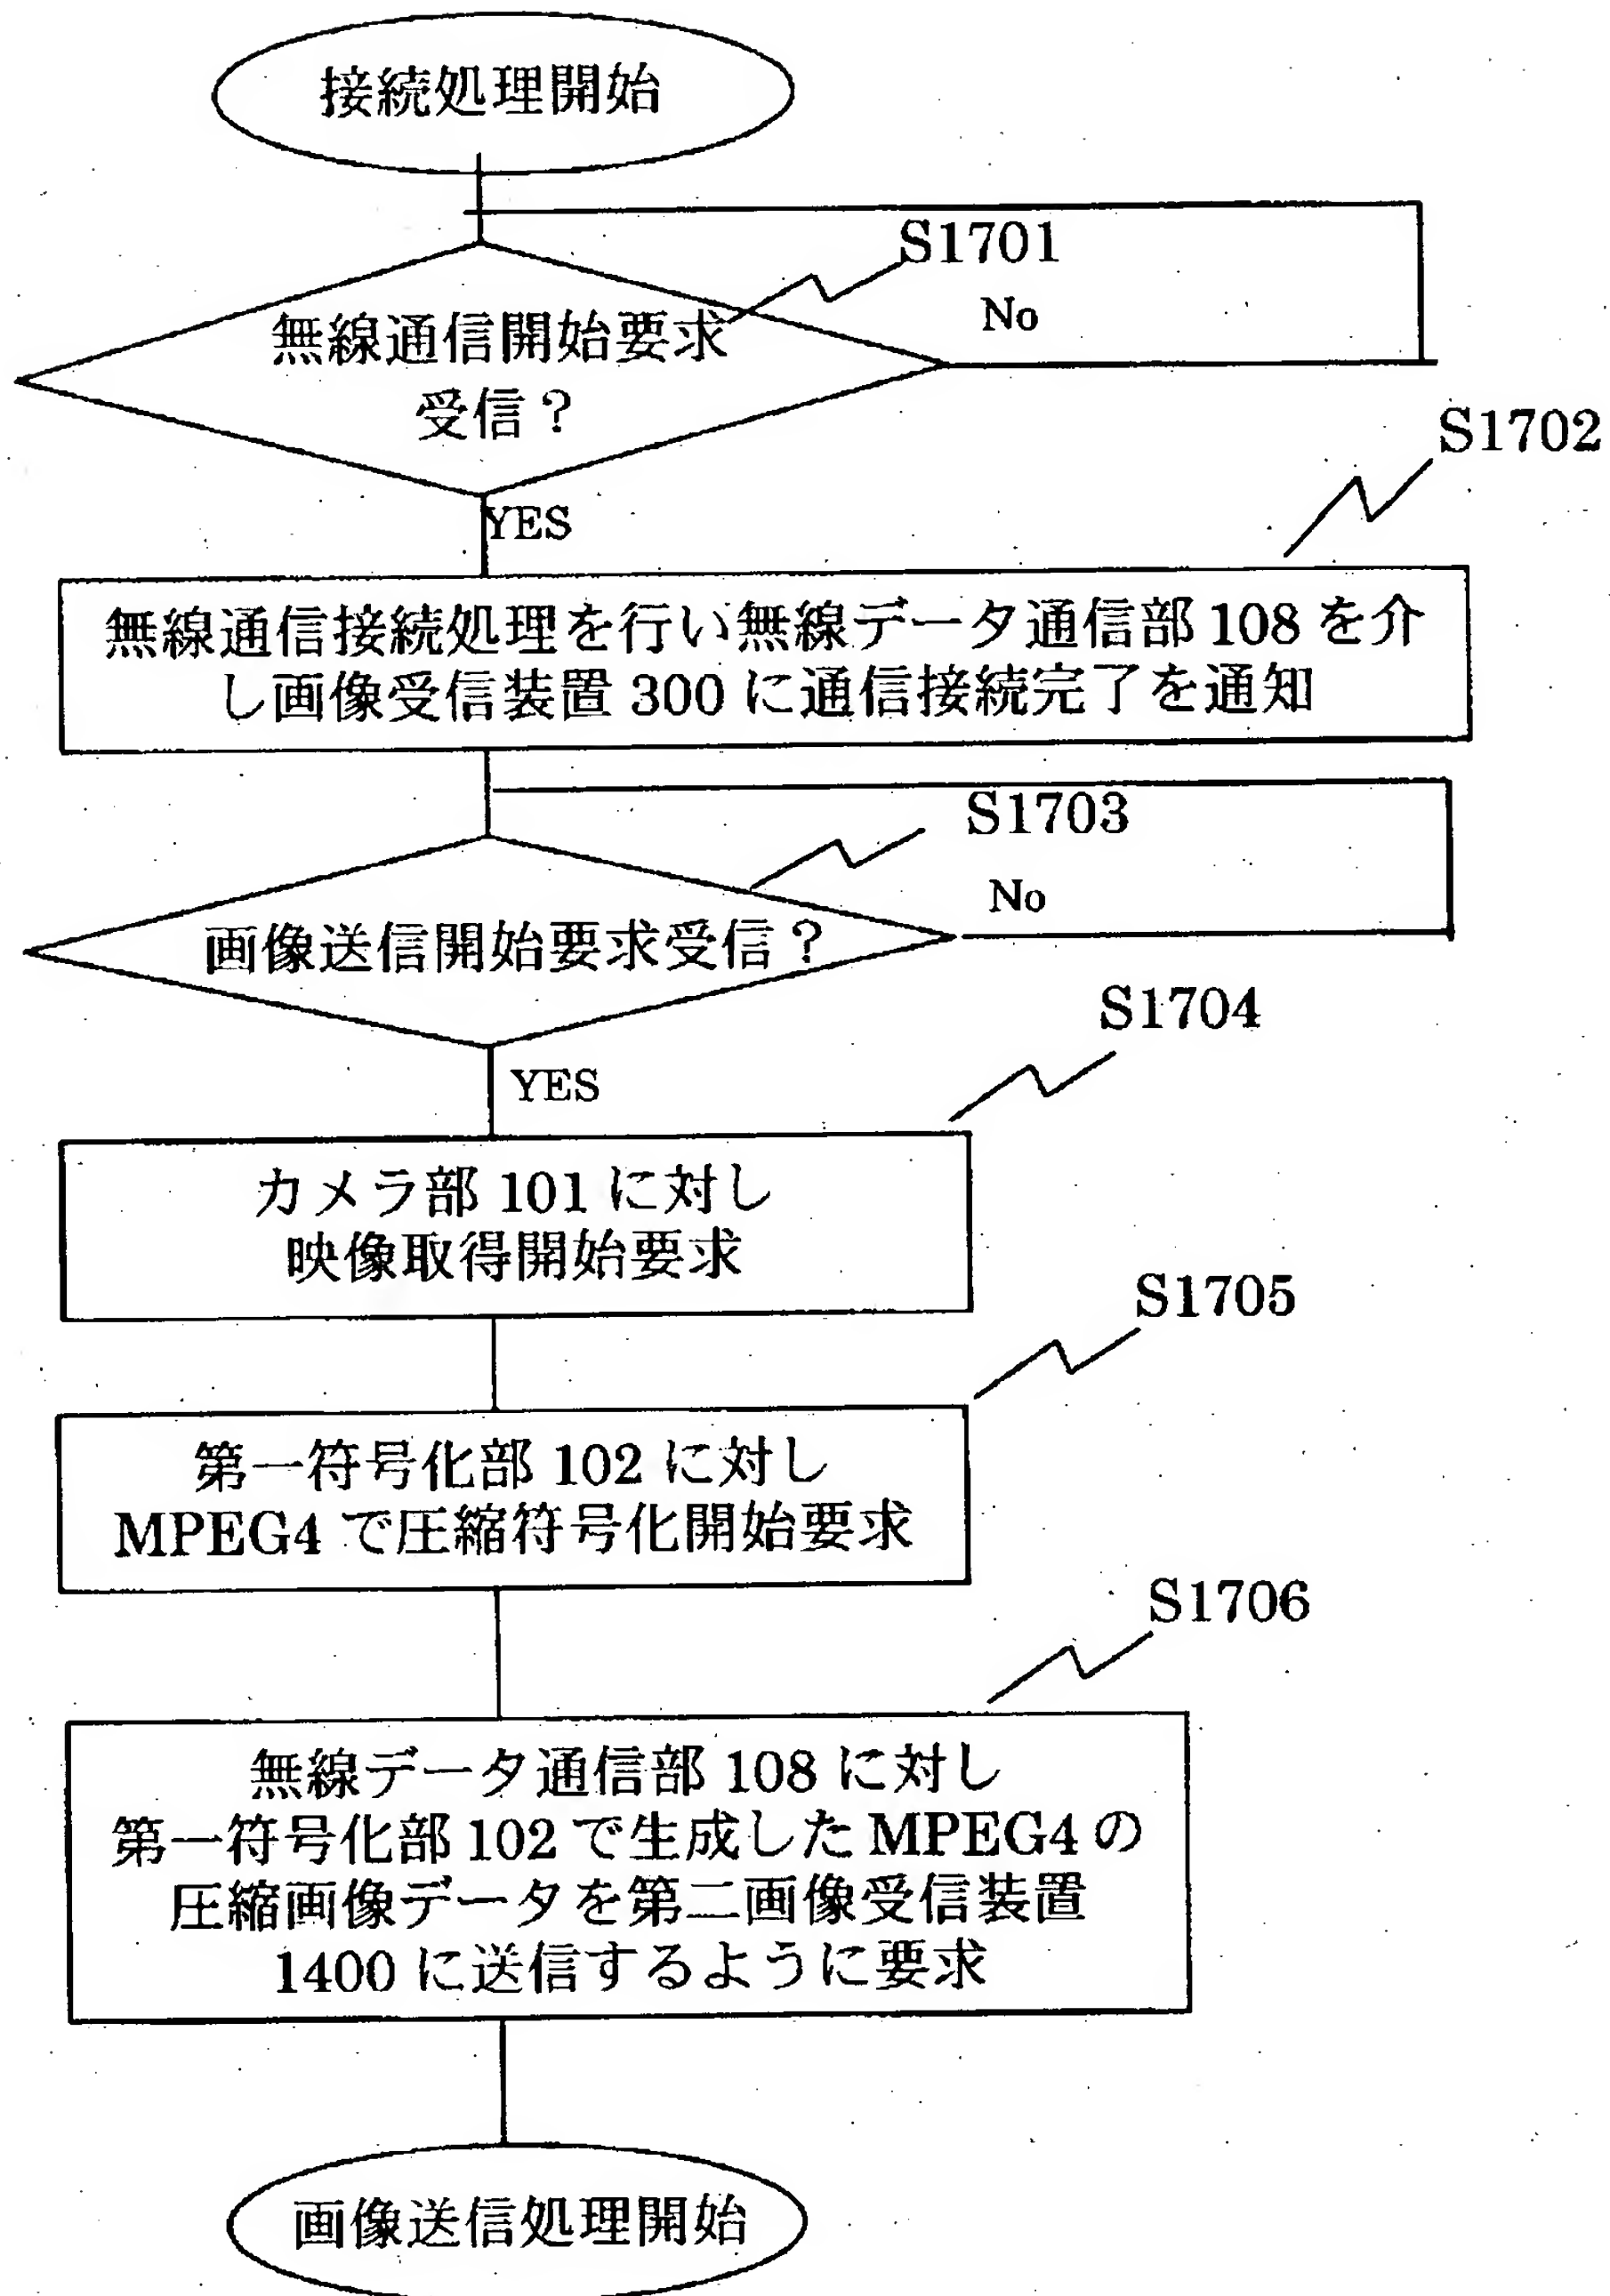 接続処理開始
S1701
No
無線通信開始要求
受信？
S1702
YES
無線通信接続処理を行い無線データ通信部 108 を介
し画像受信装置 300 に通信接続完了を通知
S1703
No
画像送信開始要求受信？
S1704
YES
カメラ部 101 に対し
映像取得開始要求
S1705
第一符号化部 102 に対し
MPEG4 で圧縮符号化開始要求
S1706
無線データ通信部 108 に対し
第一符号化部 102 で生成した MPEG4 の
圧縮画像データを第二画像受信装置
1400 に送信するように要求
画像送信処理開始